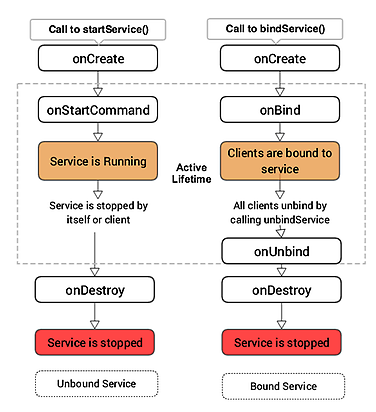 Call to startService()
onCreate
onStartCommand
Service is Running
Service is stopped by
itself or client
onDestroy
Service is stopped
Unbound Service
Active
Lifetime
Call to bindService()
onCreate
onBind
Clients are bound to
service
All clients unbind by
calling unbindService
onUnbind
onDestroy
Service is stopped
Bound Service